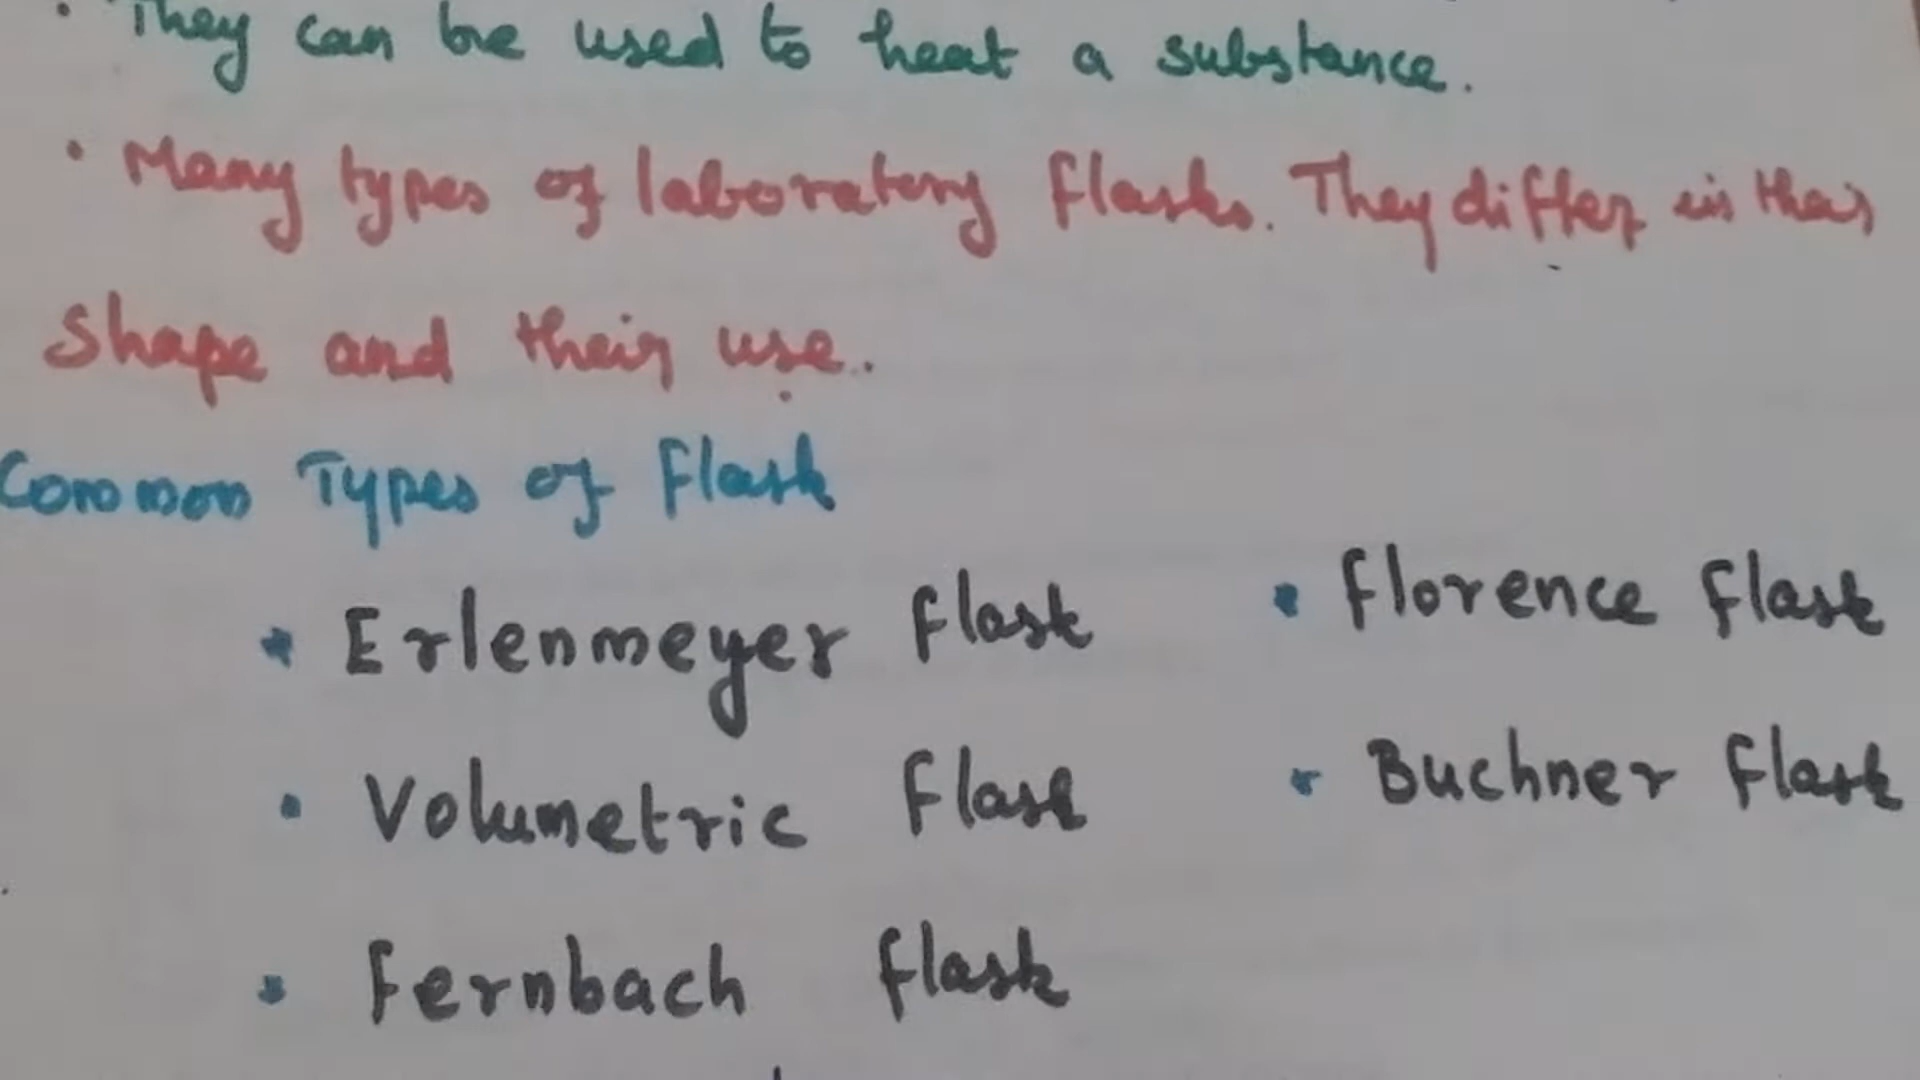 • They can be used to heat a substance.
• Many types of laboratory flasks. They differ in their
shape and their use.
Common Types of Flask
• Erlenmeyer Flask
• Florence Flask
• Volumetric Flask
• Buchner Flask
• Fernbach Flask